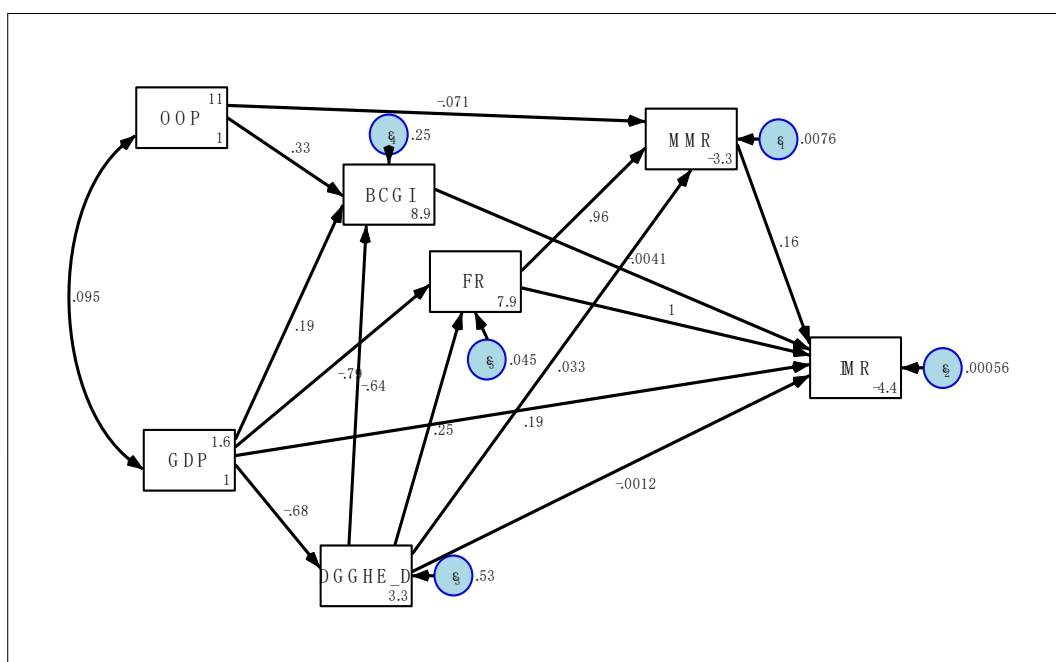 11
OOP
1
-.071
ε4
.25
MMR
-3.3
ε1
.0076
.33
BCGI
8.9
.96
.16
-.0041
FR
7.9
.095
1
.19
ε5
.045
.033
IMR
-4.4
ε2
.00056
-.79
-.64
.25
.19
1.6
GDP
1
-.0012
-.68
DGGHE_D
3.3
ε3
.53